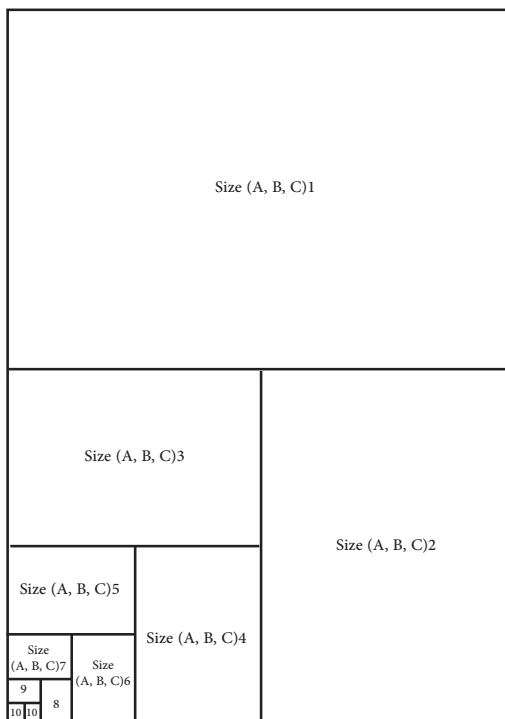 Size (A, B, C)1
Size (A, B, C)3
Size (A, B, C)2
Size (A, B, C)5
Size (A, B, C)4
Size
(A, B, C)7
Size
(A, B, C)6
9
8
10 10